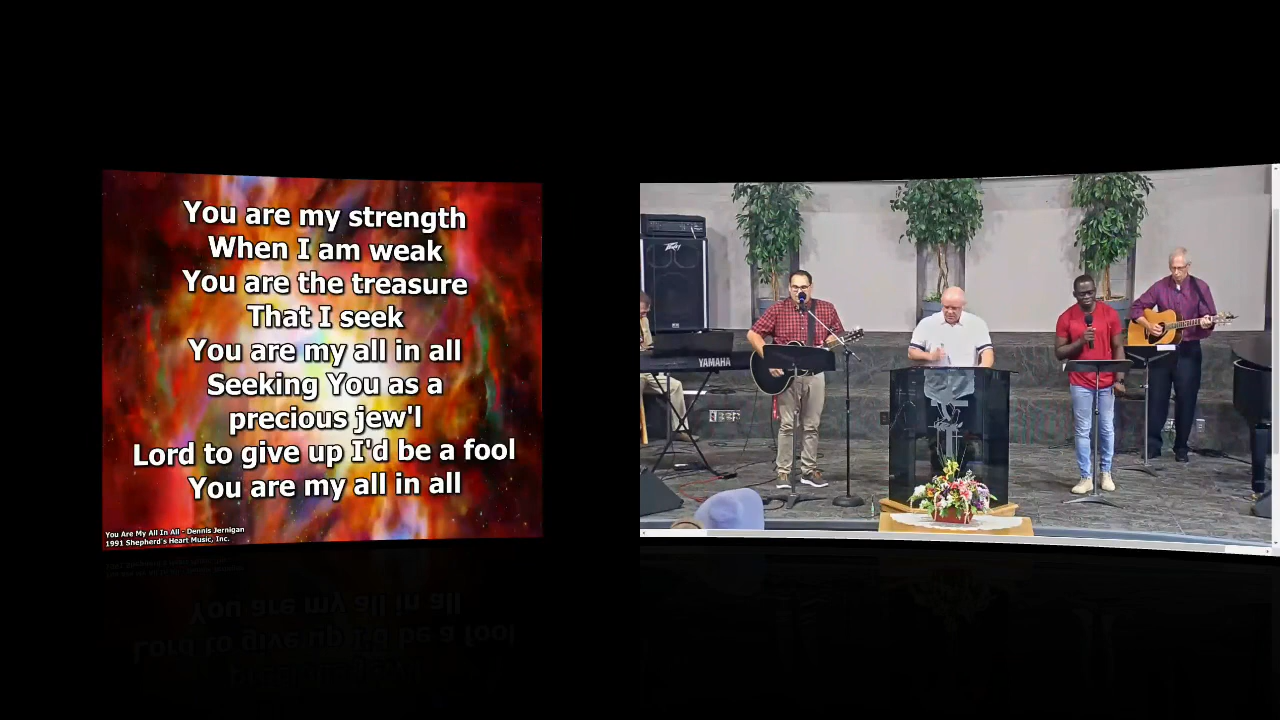 You are my strength
When I am weak
You are the treasure
That I seek
You are my all in all
Seeking You as a
precious jew'l
Lord to give up I'd be a fool
You are my all in all
You Are My All In All - Dennis Jernigan
1991 Shepherd's Heart Music, Inc.
PEAVEY
YAMAHA